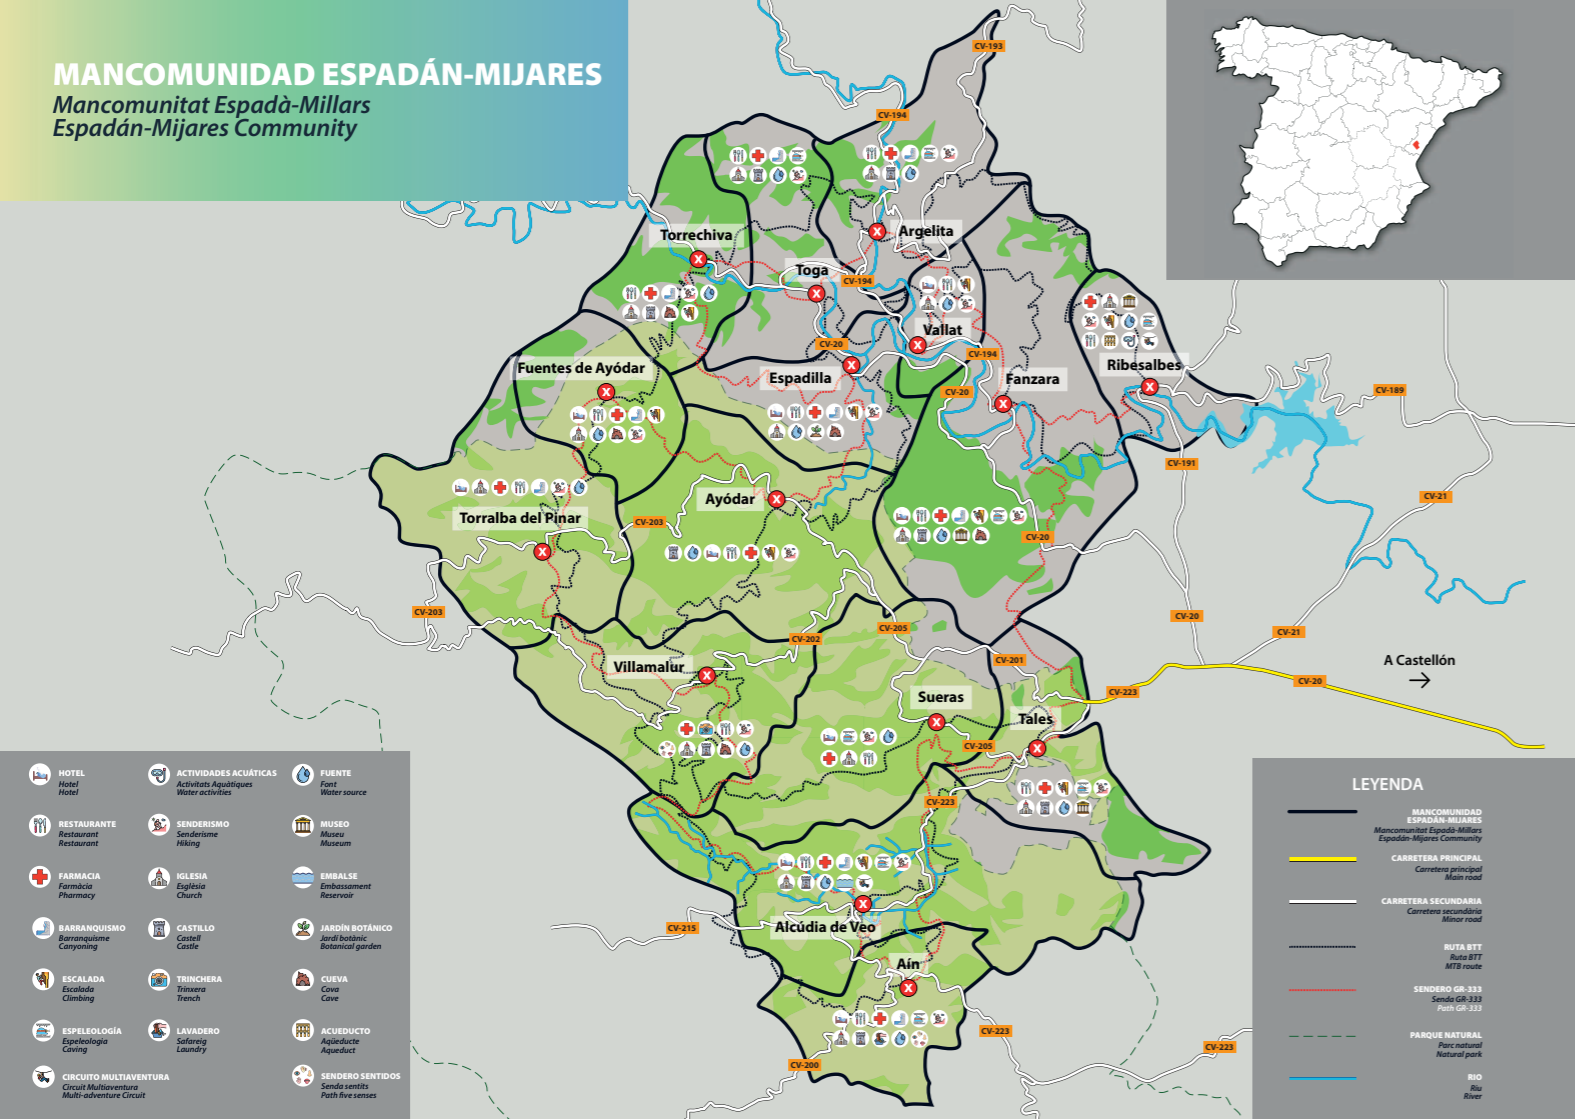 MANCOMUNIDAD ESPADÁN-MIJARES
Mancomunitat Espadà-Millars
Espadán-Mijares Community
CV-193
CV-194
Torrechiva
Argelita
Toga
CV-194
Vallat
CV-20
CV-194
Fuentes de Ayódar
Espadilla
Fanzara
Ribesalbes
CV-20
CV-189
CV-191
Ayódar
CV-21
Torralba del Pinar
CV-203
CV-20
CV-203
CV-20
CV-205
CV-21
CV-202
CV-201
A Castellón
Villamalur
CV-20
CV-223
Sueras
Tales
CV-205
CV-223
CV-215
Alcúdia de Veo
Aín
CV-223
CV-223
CV-200
HOTEL
Hotel
Hotel
RESTAURANTE
Restaurant
Restaurant
FARMACIA
Farmàcia
Pharmacy
BARRANQUISMO
Barranquisme
Canyoning
ESCALADA
Escalada
Climbing
ESPELEOLOGÍA
Espeleologia
Caving
CIRCUITO MULTIAVENTURA
Circuit Multiaventura
Multi-adventure Circuit
ACTIVIDADES ACUÁTICAS
Activitats Aquàtiques
Water activities
SENDERISMO
Senderisme
Hiking
IGLESIA
Església
Church
CASTILLO
Castell
Castle
TRINCHERA
Trinxera
Trench
LAVADERO
Safareig
Laundry
FUENTE
Font
Water source
MUSEO
Museu
Museum
EMBALSE
Embassament
Reservoir
JARDÍN BOTÁNICO
Jardí botànic
Botanical garden
CUEVA
Cova
Cave
ACUEDUCTO
Aqüeducte
Aqueduct
SENDERO SENTIDOS
Senda sentits
Path five senses
LEYENDA
MANCOMUNIDAD
ESPADÁN-MIJARES
Mancomunitat Espadà-Millars
Espadán-Mijares Community
CARRETERA PRINCIPAL
Carretera principal
Main road
CARRETERA SECUNDARIA
Carretera secundària
Minor road
RUTA BTT
Ruta BTT
MTB route
SENDERO GR-333
Senda GR-333
Path GR-333
PARQUE NATURAL
Parc natural
Natural park
RIO
Riu
River